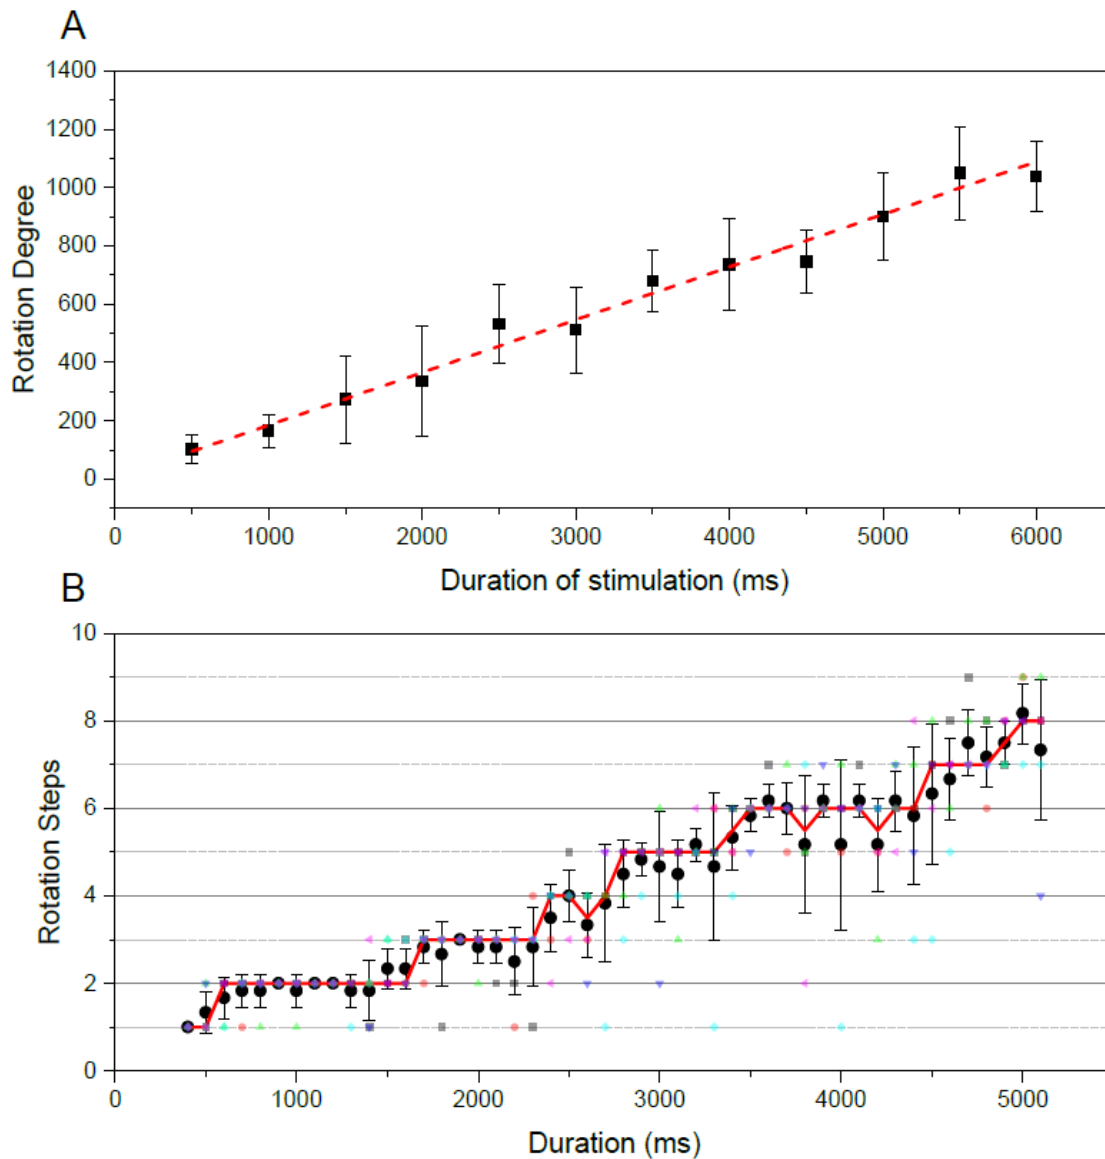 A
1400
1200
1000
800
600
400
200
0
Rotation Degree
0 1000 2000 3000 4000 5000 6000
Duration of stimulation (ms)
B
10
8
6
4
2
0
Rotation Steps
0 1000 2000 3000 4000 5000
Duration (ms)